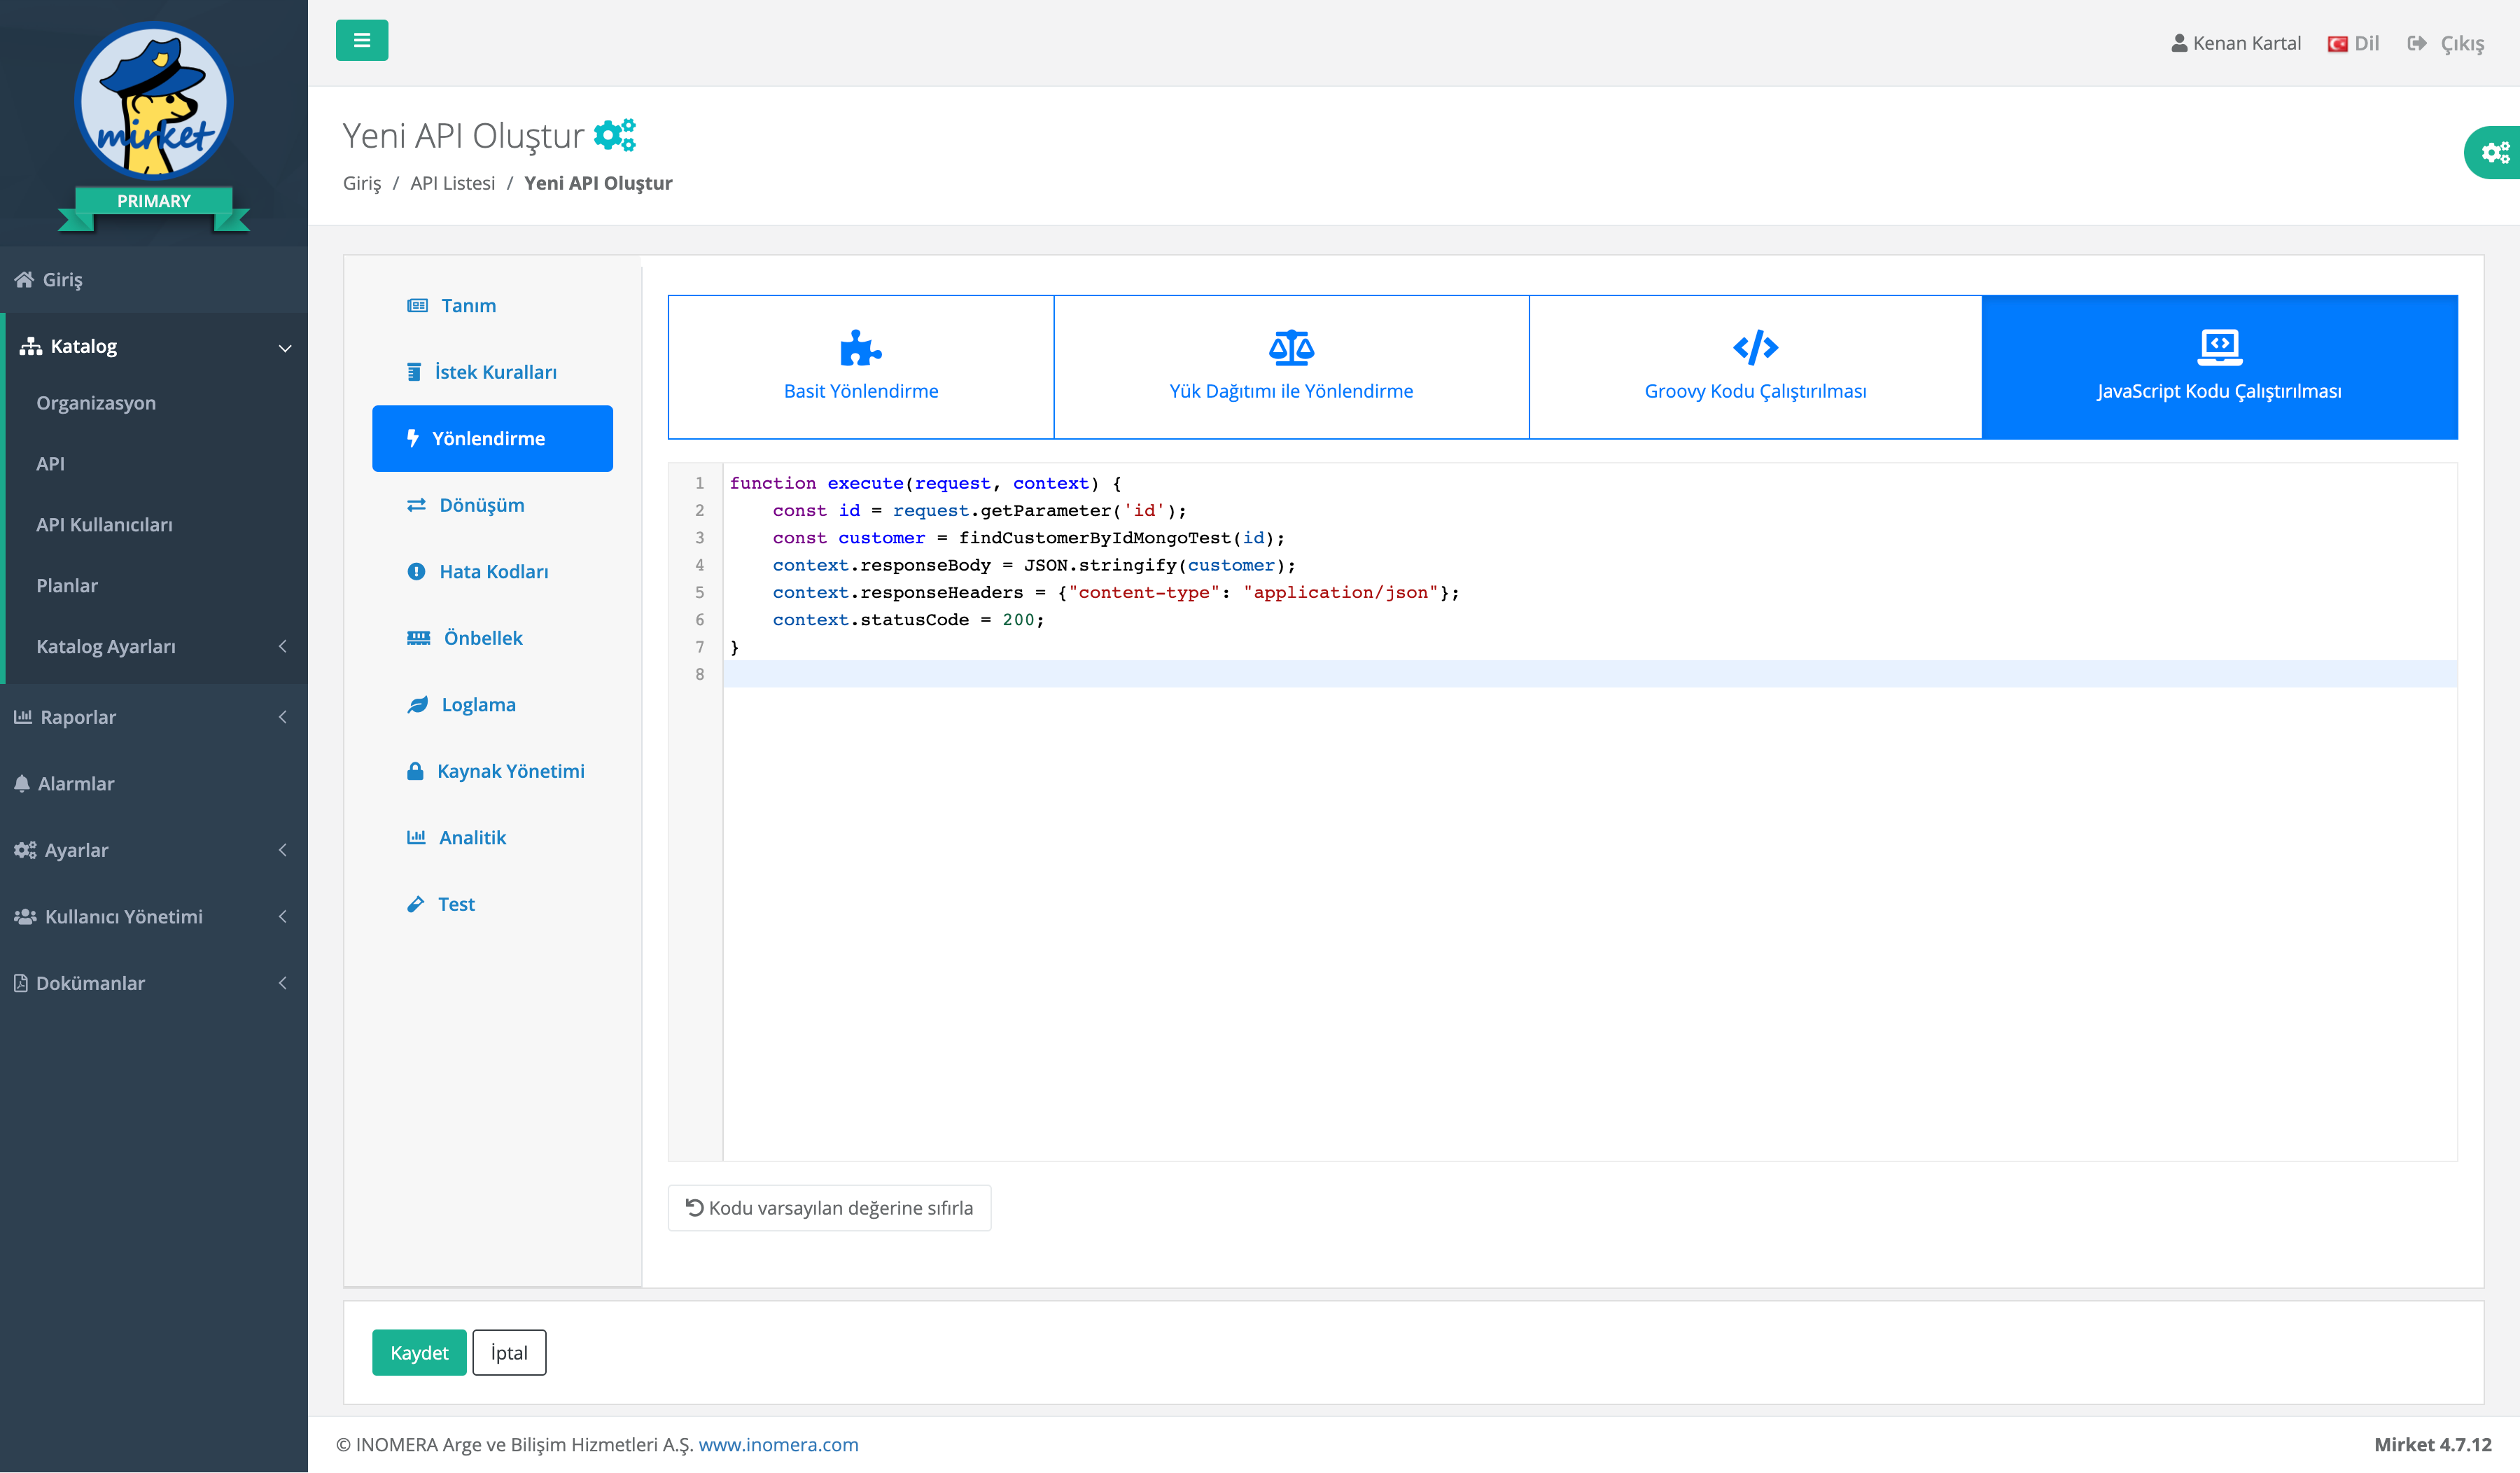 mirket
PRIMARY
Giriş
Katalog
Organizasyon
API
API Kullanıcıları
Planlar
Katalog Ayarları
Raporlar
Alarmlar
Ayarlar
Kullanıcı Yönetimi
Dokümanlar
Kenan Kartal Dil Çıkış
Yeni API Oluştur
Giriş / API Listesi / Yeni API Oluştur
Tanım
İstek Kuralları
Yönlendirme
Dönüşüm
Hata Kodları
Önbellek
Loglama
Kaynak Yönetimi
Analitik
Test
Basit Yönlendirme
Yük Dağıtımı ile Yönlendirme
Groovy Kodu Çalıştırılması
JavaScript Kodu Çalıştırılması
1 function execute(request, context) {
2     const id = request.getParameter('id');
3     const customer = findCustomerByIdMongoTest(id);
4     context.responseBody = JSON.stringify(customer);
5     context.responseHeaders = {"content-type": "application/json"};
6     context.statusCode = 200;
7 }
8
Kodu varsayılan değerine sıfırla
Kaydet İptal
© INOMERA Arge ve Bilişim Hizmetleri A.Ş. www.inomera.com
Mirket 4.7.12